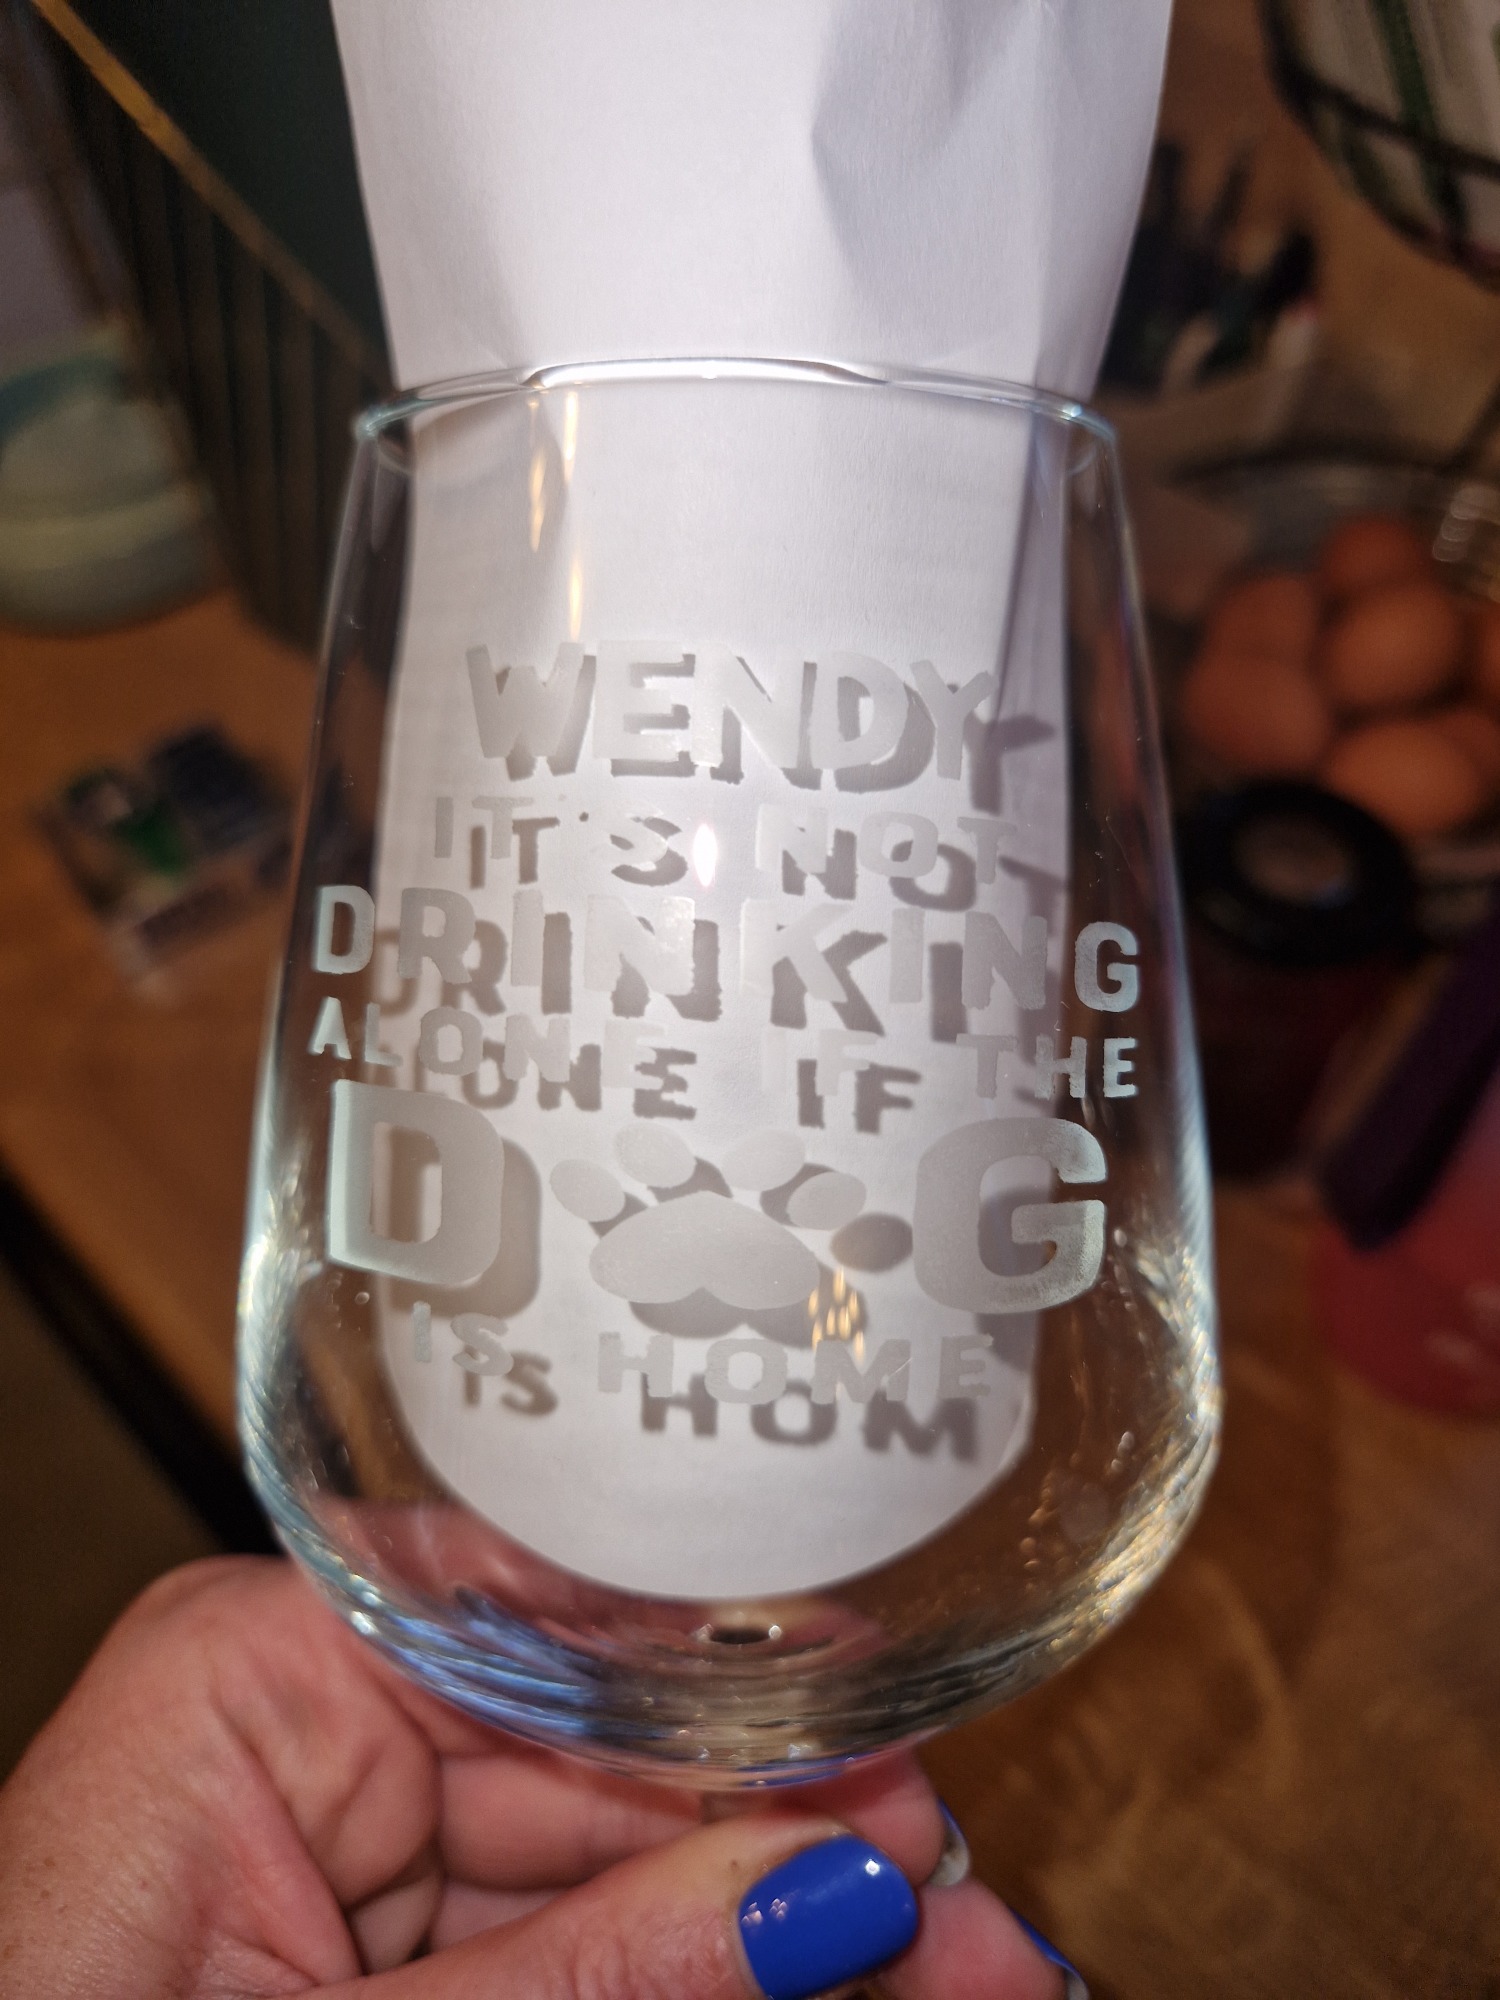 WENDY
IT'S NOT
DRINKING
ALONE IF THE
D G
IS HOME